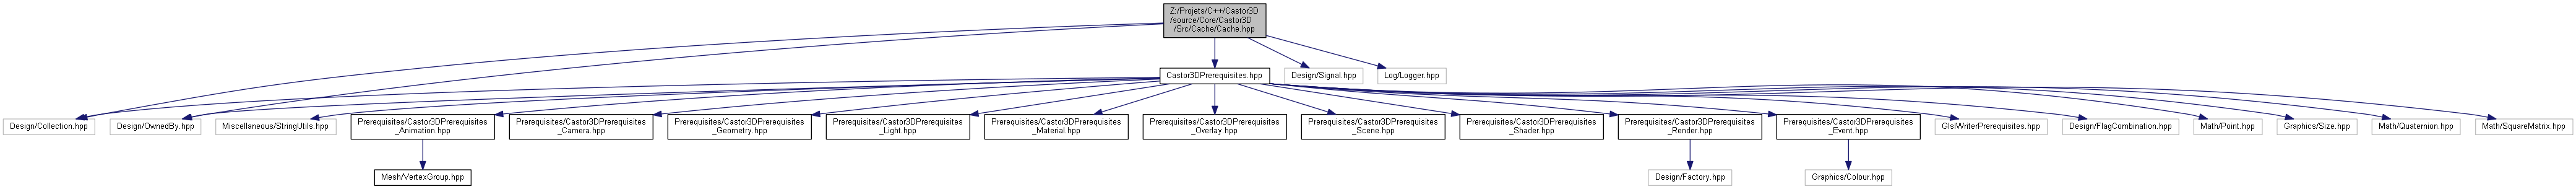 Z:/Projets/C++/Castor3D
/source/Core/Castor3D
/Src/Cache/Cache.hpp
Castor3DPrerequisites.hpp
Design/Signal.hpp
Log/Logger.hpp
Design/Collection.hpp
Design/OwnedBy.hpp
Miscellaneous/StringUtils.hpp
Prerequisites/Castor3DPrerequisites
_Animation.hpp
Prerequisites/Castor3DPrerequisites
_Camera.hpp
Prerequisites/Castor3DPrerequisites
_Geometry.hpp
Prerequisites/Castor3DPrerequisites
_Light.hpp
Prerequisites/Castor3DPrerequisites
_Material.hpp
Prerequisites/Castor3DPrerequisites
_Overlay.hpp
Prerequisites/Castor3DPrerequisites
_Scene.hpp
Prerequisites/Castor3DPrerequisites
_Shader.hpp
Prerequisites/Castor3DPrerequisites
_Render.hpp
Prerequisites/Castor3DPrerequisites
_Event.hpp
GlslWriterPrerequisites.hpp
Design/FlagCombination.hpp
Math/Point.hpp
Graphics/Size.hpp
Math/Quaternion.hpp
Math/SquareMatrix.hpp
Mesh/VertexGroup.hpp
Design/Factory.hpp
Graphics/Colour.hpp